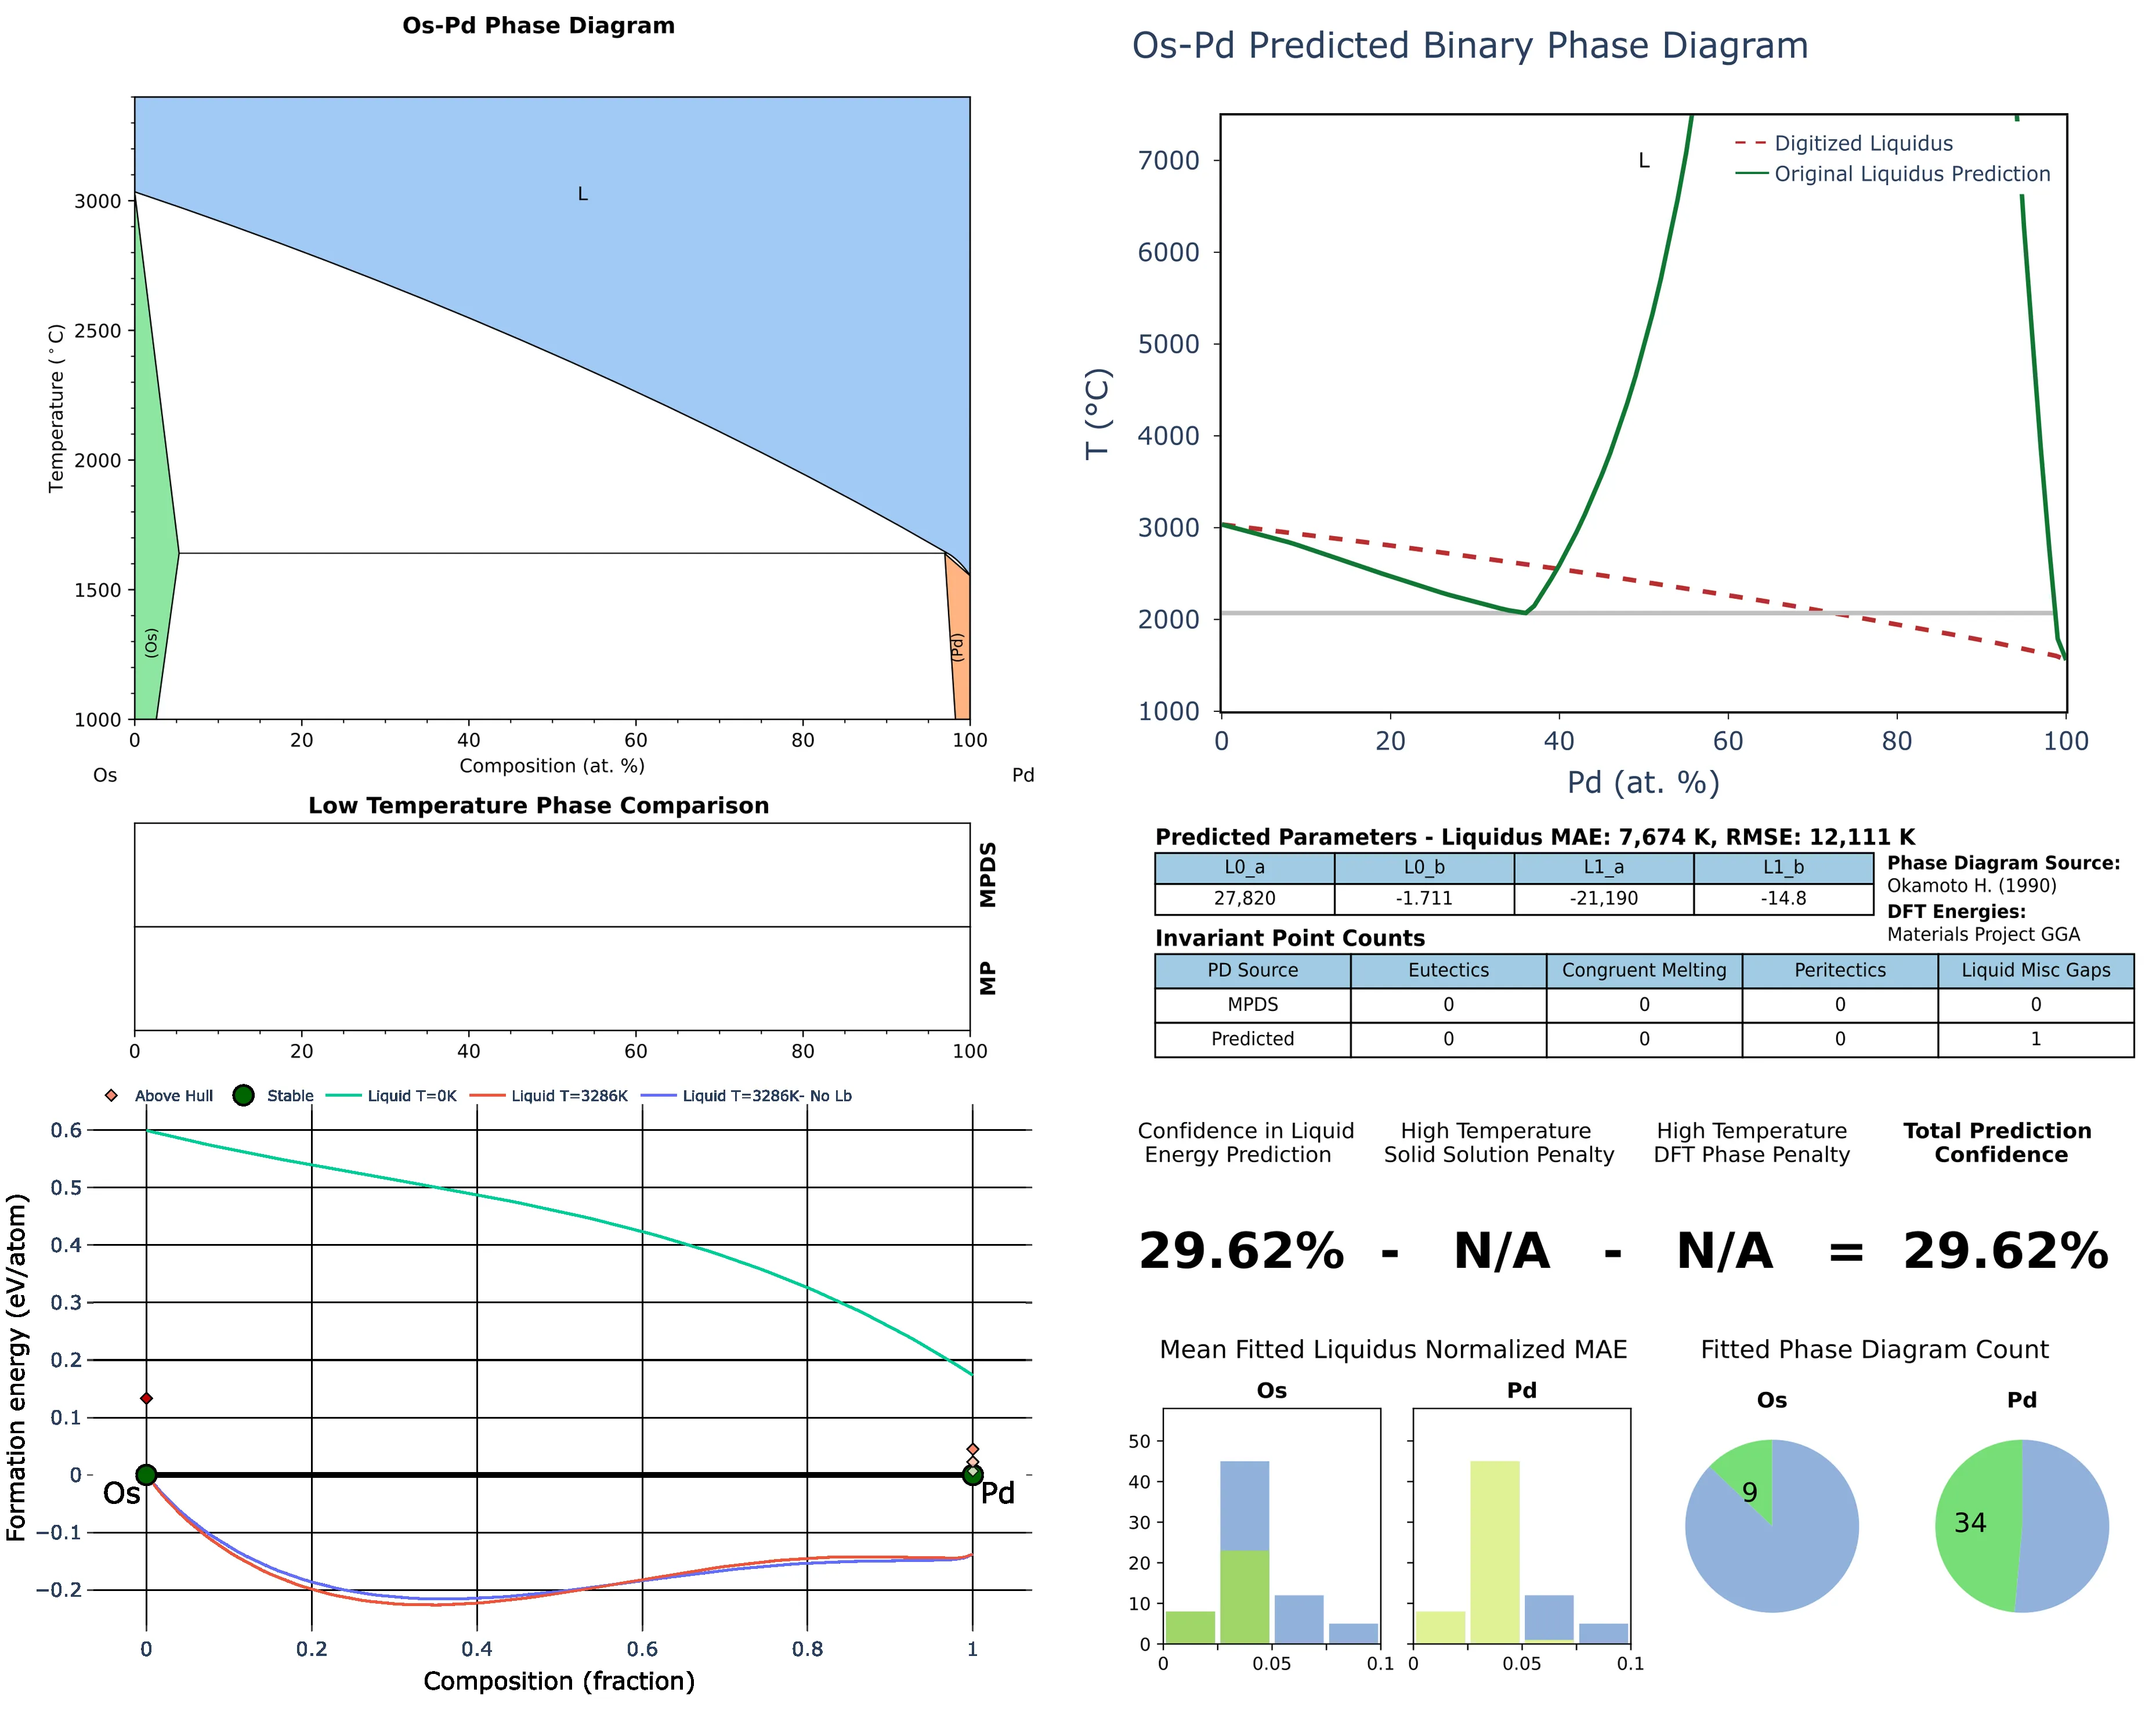 Os-Pd Phase Diagram
3000
2500
2000
1500
1000
Temperature (°C)
L
(Os)
(Pd)
0 20 40 60 80 100
Composition (at. %)
Os Pd
Low Temperature Phase Comparison
MPDS
MP
0 20 40 60 80 100
Os-Pd Predicted Binary Phase Diagram
7000
6000
5000
4000
3000
2000
1000
T (°C)
L
Digitized Liquidus
Original Liquidus Prediction
0 20 40 60 80 100
Pd (at. %)
Predicted Parameters - Liquidus MAE: 7,674 K, RMSE: 12,111 K
L0_a L0_b L1_a L1_b
27,820 -1.711 -21,190 -14.8
Phase Diagram Source:
Okamoto H. (1990)
DFT Energies:
Materials Project GGA
Invariant Point Counts
PD Source Eutectics Congruent Melting Peritectics Liquid Misc Gaps
MPDS 0 0 0 0
Predicted 0 0 0 1
Above Hull Stable Liquid T=0K Liquid T=3286K Liquid T=3286K- No Lb
0.6
0.5
0.4
0.3
0.2
0.1
0
−0.1
−0.2
Formation energy (eV/atom)
Os Pd
0 0.2 0.4 0.6 0.8 1
Composition (fraction)
Confidence in Liquid
Energy Prediction
High Temperature
Solid Solution Penalty
High Temperature
DFT Phase Penalty
Total Prediction
Confidence
29.62% - N/A - N/A = 29.62%
Mean Fitted Liquidus Normalized MAE
Os Pd
50
40
30
20
10
0
0 0.05 0.1 0 0.05 0.1
Fitted Phase Diagram Count
Os Pd
9 34